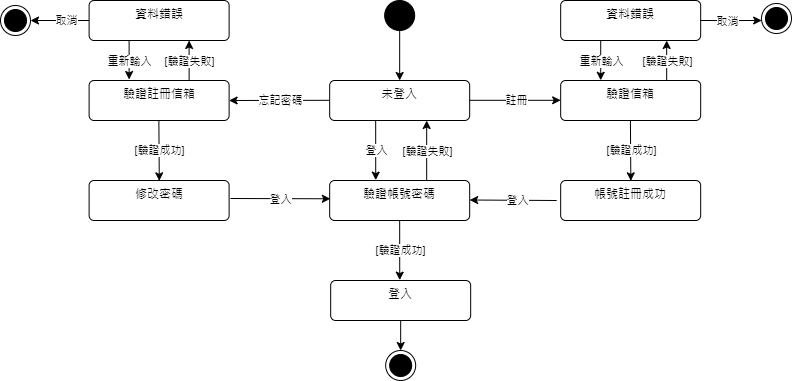 資料錯誤
資料錯誤
取消
取消
重新輸入
[驗證失敗]
重新輸入
[驗證失敗]
驗證註冊信箱
忘記密碼
未登入
註冊
驗證信箱
[驗證成功]
登入
[驗證失敗]
[驗證成功]
修改密碼
登入
驗證帳號密碼
登入
帳號註冊成功
[驗證成功]
登入